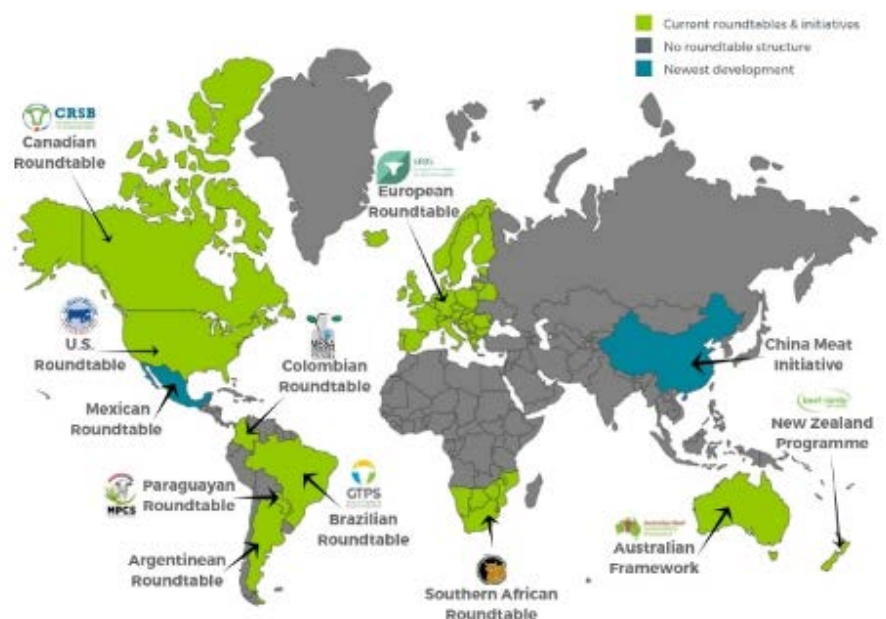 Current roundtables & initiatives
No roundtable structure
Newest development
CRSB
Canadian
Roundtable
European
Roundtable
U.S.
Roundtable
MESA
Colombian
Roundtable
China Meat
Initiative
Mexican
Roundtable
New Zealand
Programme
MPCS
Paraguayan
Roundtable
GTPS
Brazilian
Roundtable
Argentinean
Roundtable
Australian
Framework
Southern African
Roundtable